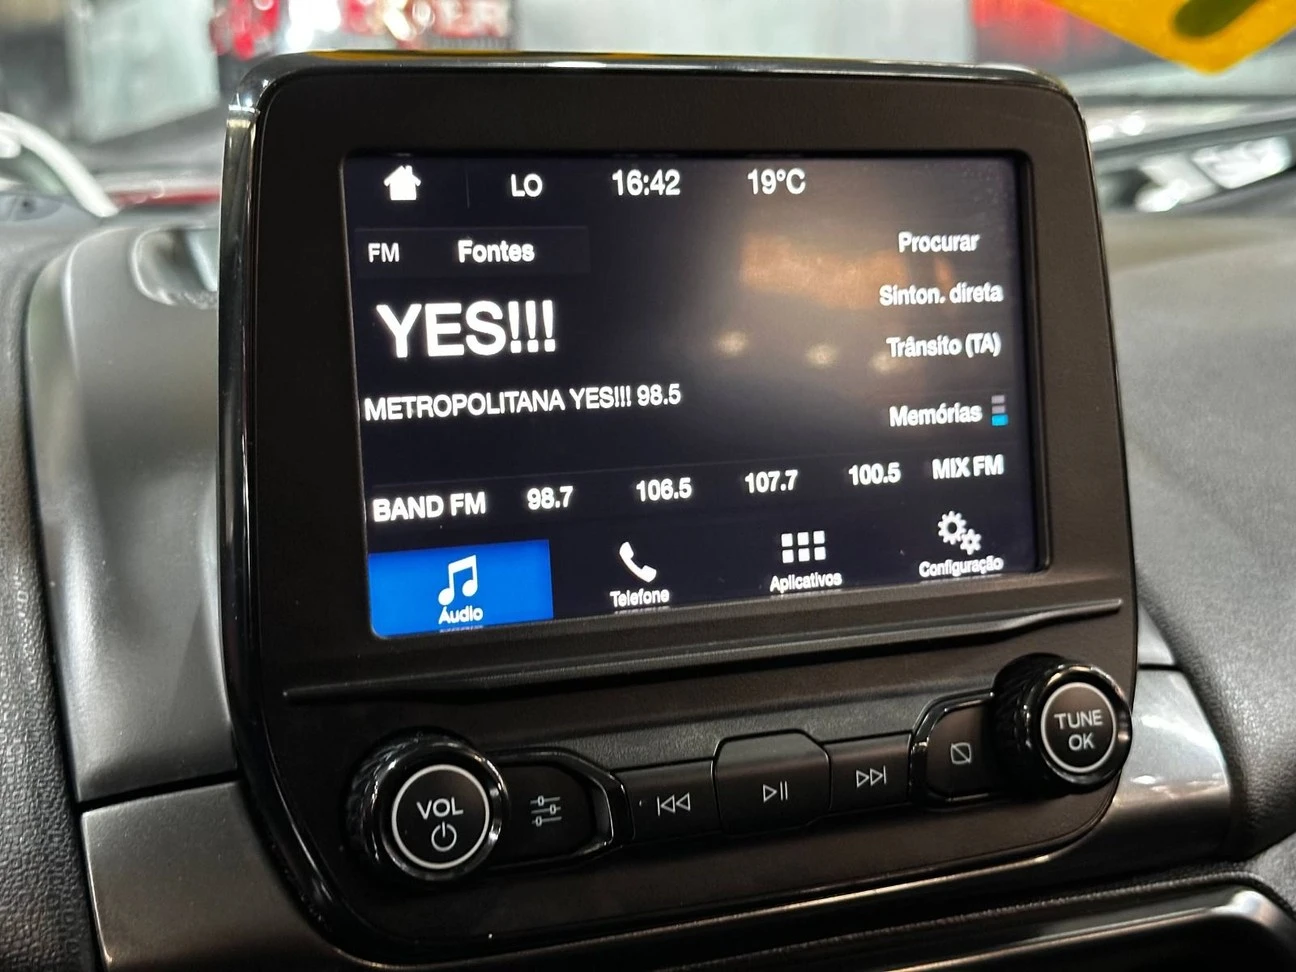 LO 16:42 19°C
FM Fontes
Procurar
YES!!!
Sinton. direta
Trânsito (TA)
METROPOLITANA YES!!! 98.5
Memórias
BAND FM 98.7 106.5 107.7 100.5 MIX FM
Áudio Telefone Aplicativos Configuração
VOL
TUNE
OK